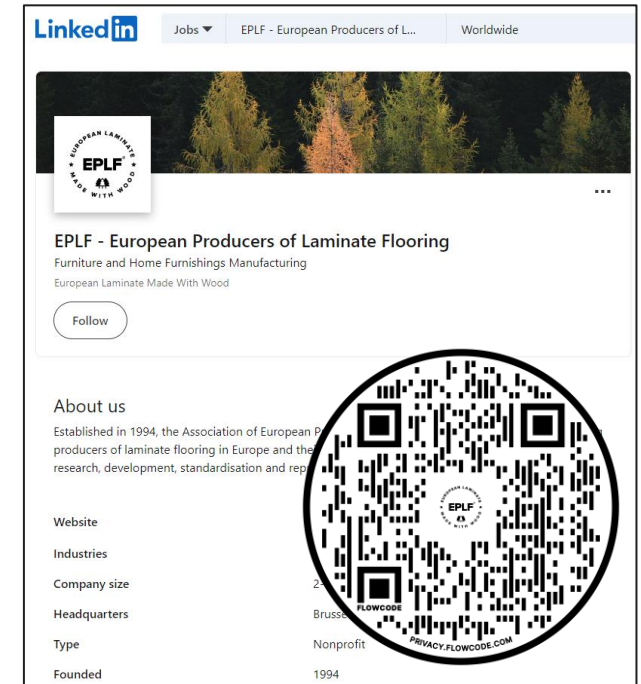 LinkedIn
Jobs
EPLF - European Producers of L...
Worldwide
EUROPEAN LAMINATE
EPLF
MADE WITH WOOD
...
EPLF - European Producers of Laminate Flooring
Furniture and Home Furnishings Manufacturing
European Laminate Made With Wood
Follow
About us
Established in 1994, the Association of European
producers of laminate flooring in Europe and the
research, development, standardisation and
Website
Industries
Company size
Headquarters
Type Nonprofit
Founded 1994
EUROPEAN LAMINATE
EPLF
MADE WITH WOOD
FLOWCODE
PRIVACY.FLOWCODE.COM